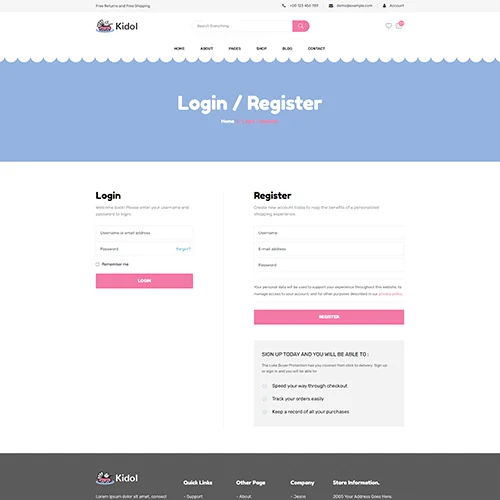 Free Returns and Free Shipping
+00 123 456 789
demo@example.com
Account
Kidol
Search Everything
HOME
ABOUT
PAGES
SHOP
BLOG
CONTACT
Login / Register
Home
Login
Welcome back! Please enter your username and
password to login.
Username or email address
Password
Forgot?
Remember me
LOGIN
Register
Create new account today to reap the benefits of a personalized
shopping experience.
Username
E-mail address
Password
Your personal data will be used to support your experience throughout this website, to
manage access to your account, and for other purposes described in our privacy policy.
REGISTER
SIGN UP TODAY AND YOU WILL BE ABLE TO :
The Loke Buyer Protection has you covered from click to delivery. Sign up
or sign in and you will be able to:
Speed your way through checkout
Track your orders easily
Keep a record of all your purchases
Kidol
Lorem ipsum dolor sit amet, consect
Quick Links
- Support
Other Page
- About
Company
Store Information.
2005 Your Address Goes Here.